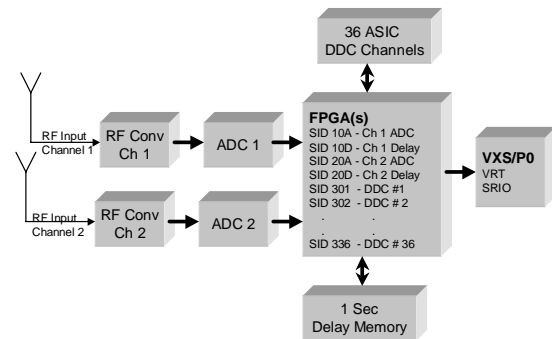 36 ASIC
DDC Channels
RF Input
Channel 1
RF Conv
Ch 1
ADC 1
RF Input
Channel 2
RF Conv
Ch 2
ADC 2
FPGA(s)
SID 10A - Ch 1 ADC
SID 10D - Ch 1 Delay
SID 20A - Ch 2 ADC
SID 20D - Ch 2 Delay
SID 301 - DDC #1
SID 302 - DDC # 2
. .
. .
SID 336 - DDC # 36
VXS/P0
VRT
SRIO
1 Sec
Delay Memory